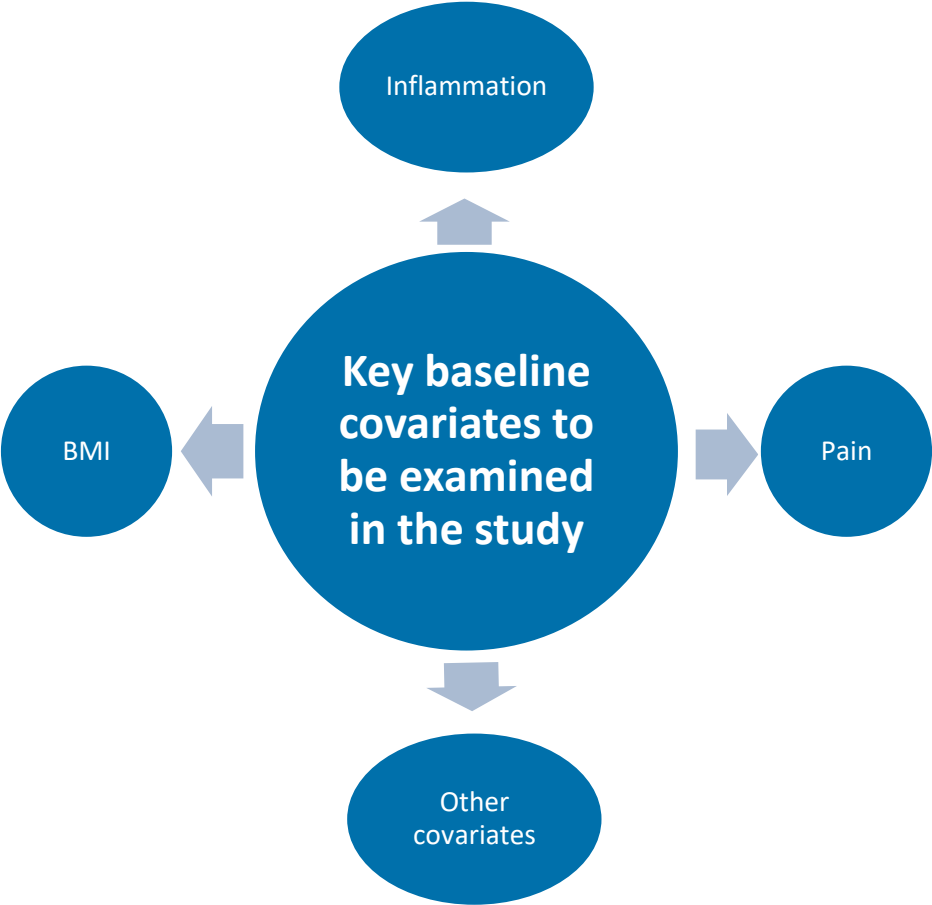 Inflammation
Key baseline
covariates to
be examined
in the study
BMI
Pain
Other
covariates